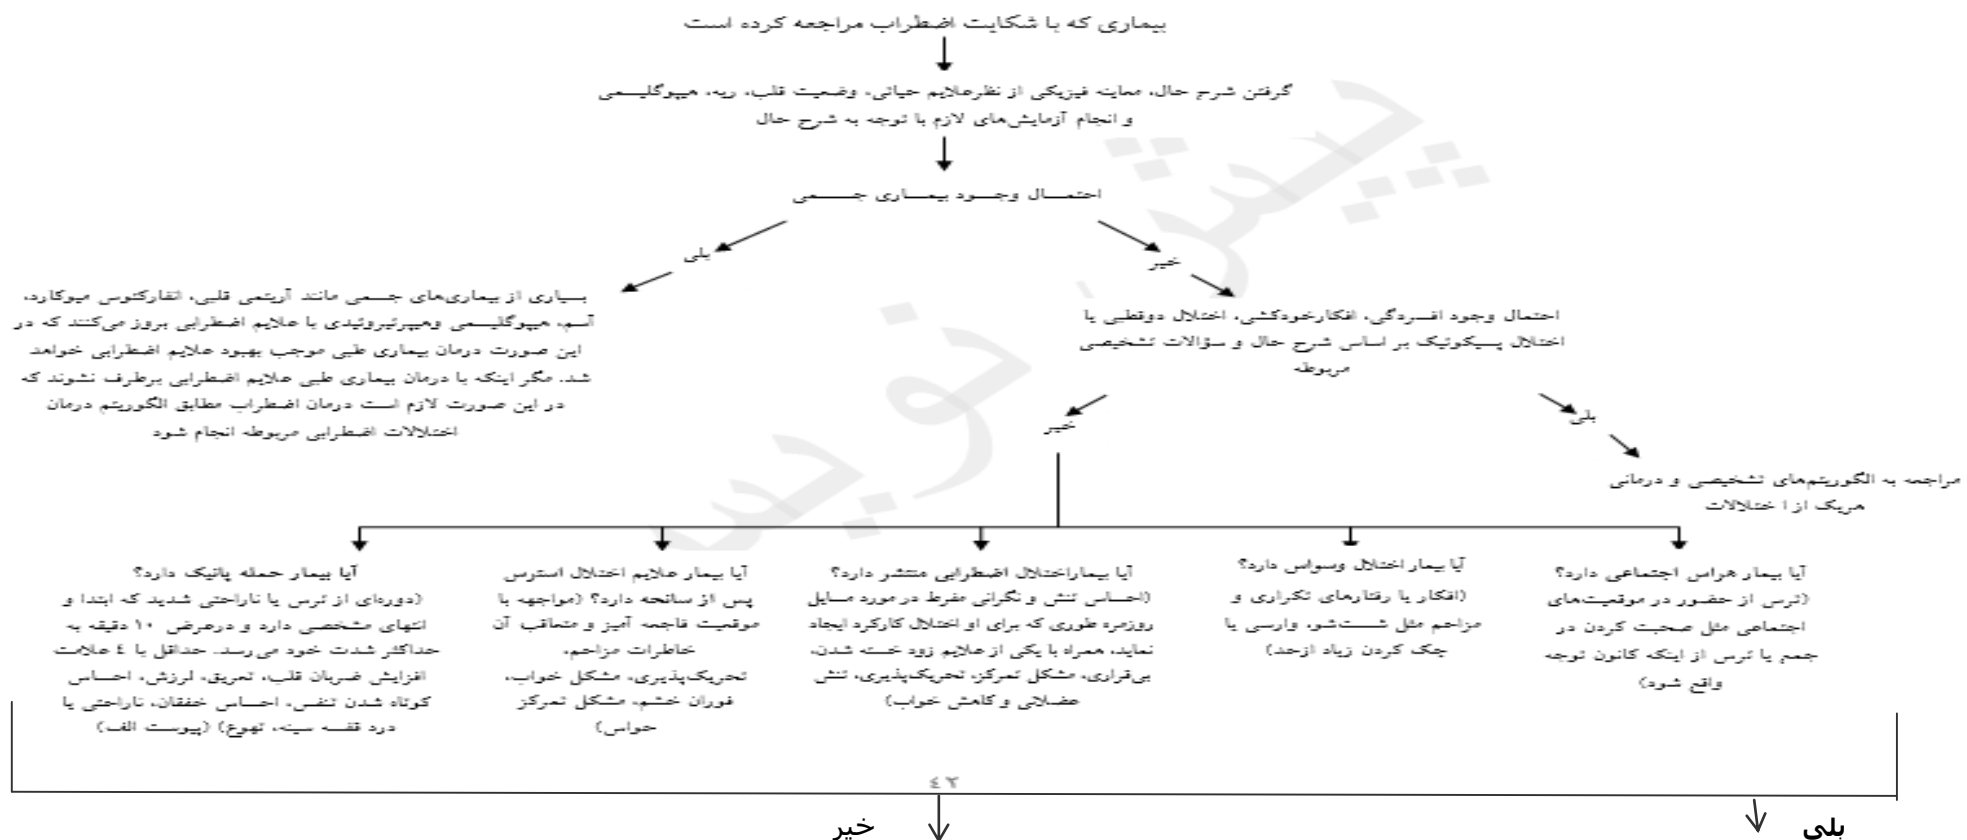 بیماری که با شکایت اضطراب مراجعه کرده است
گرفتن شرح حال، معاینه فیزیکی از نظرعلایم حیاتی، وضعیت قلب، ریه، هیپوگلیسمی
و انجام آزمایش‌های لازم با توجه به شرح حال
احتمال وجود بیماری جسمی
بلی
خیر
بسیاری از بیماری‌های جسمی مانند آریتمی قلبی، انفارکتوس میوکارد،
آسم، هیپوگلیسمی وهیپرتیروئیدی با علایم اضطرابی بروز می‌کنند که در
این صورت درمان بیماری طبی موجب بهبود علایم اضطرابی خواهد
شد. مگر اینکه با درمان بیماری طبی علایم اضطرابی برطرف نشوند که
در این صورت لازم است درمان اضطراب مطابق الگوریتم درمان
اختلالات اضطرابی مربوطه انجام شود
احتمال وجود افسردگی، افکارخودکشی، اختلال دوقطبی یا
اختلال پسیکوتیک بر اساس شرح حال و سؤالات تشخیصی
مربوطه
بلی
خیر
مراجعه به الگوریتم‌های تشخیصی و درمانی
هریک از ا ختلالات
آیا بیمار هراس اجتماعی دارد؟
(ترس از حضور در موقعیت‌های
اجتماعی مثل صحبت کردن در
جمع یا ترس از اینکه کانون توجه
واقع شود)
آیا بیمار اختلال وسواس دارد؟
(افکار یا رفتارهای تکراری و
مزاحم مثل شست‌شو، وارسی یا
چک کردن زیاد ازحد)
آیا بیماراختلال اضطرابی منتشر دارد؟
(احساس تنش و نگرانی مفرط در مورد مسایل
روزمره طوری که برای او اختلال کارکرد ایجاد
نماید، همراه با یکی از علایم زود خسته شدن،
بی‌قراری، مشکل تمرکز، تحریک‌پذیری، تنش
عضلانی و کاهش خواب)
آیا بیمار علایم اختلال استرس
پس از سانحه دارد؟ (مواجهه با
موقعیت فاجعه آمیز و متعاقب آن
خاطرات مزاحم،
تحریک‌پذیری، مشکل خواب،
فوران خشم، مشکل تمرکز
حواس)
آیا بیمار حمله پانیک دارد؟
(دوره‌ای از ترس یا ناراحتی شدید که ابتدا و
انتهای مشخصی دارد و درعرض ۱۰ دقیقه به
حداکثر شدت خود می‌رسد. حداقل با ٤ علامت
افزایش ضربان قلب، تعریق، لرزش، احساس
کوتاه شدن تنفس، احساس خفقان، ناراحتی یا
درد قفسه سینه، تهوع) (پیوست الف)
٤٢
بلی
خیر
پیش نویس